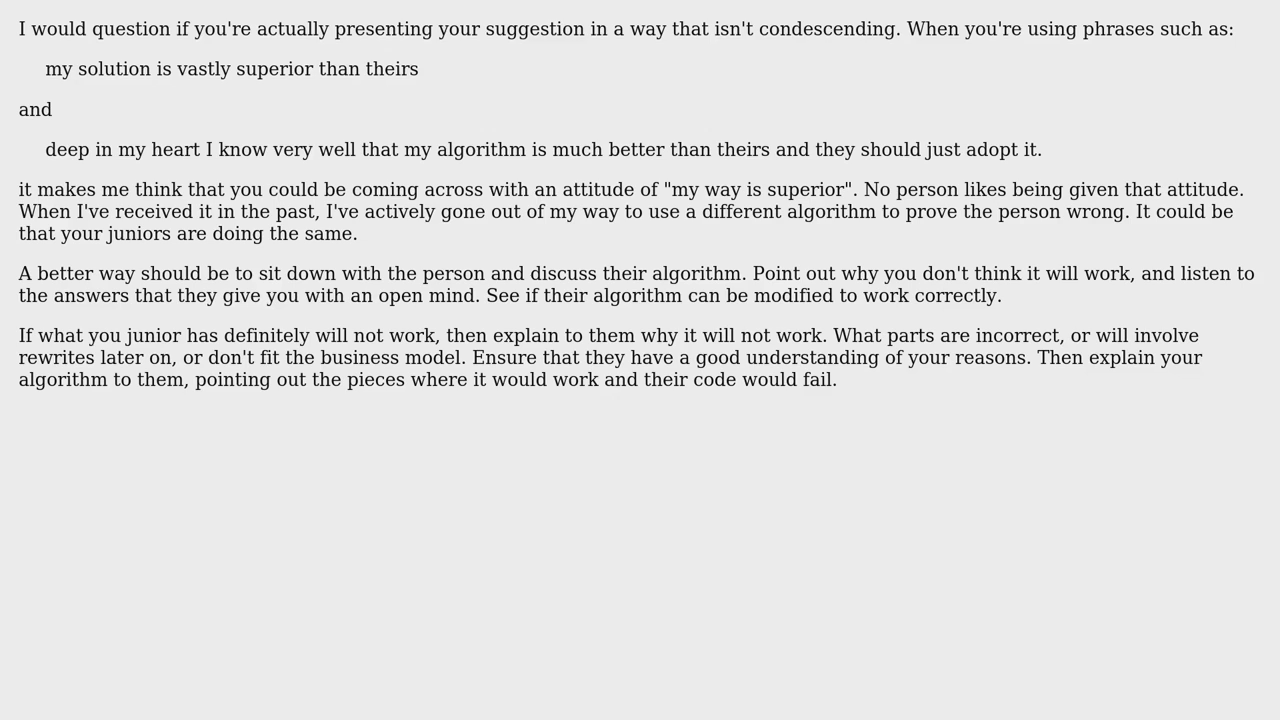 I would question if you're actually presenting your suggestion in a way that isn't condescending. When you're using phrases such as:
my solution is vastly superior than theirs
and
deep in my heart I know very well that my algorithm is much better than theirs and they should just adopt it.
it makes me think that you could be coming across with an attitude of "my way is superior". No person likes being given that attitude.
When I've received it in the past, I've actively gone out of my way to use a different algorithm to prove the person wrong. It could be
that your juniors are doing the same.
A better way should be to sit down with the person and discuss their algorithm. Point out why you don't think it will work, and listen to
the answers that they give you with an open mind. See if their algorithm can be modified to work correctly.
If what you junior has definitely will not work, then explain to them why it will not work. What parts are incorrect, or will involve
rewrites later on, or don't fit the business model. Ensure that they have a good understanding of your reasons. Then explain your
algorithm to them, pointing out the pieces where it would work and their code would fail.